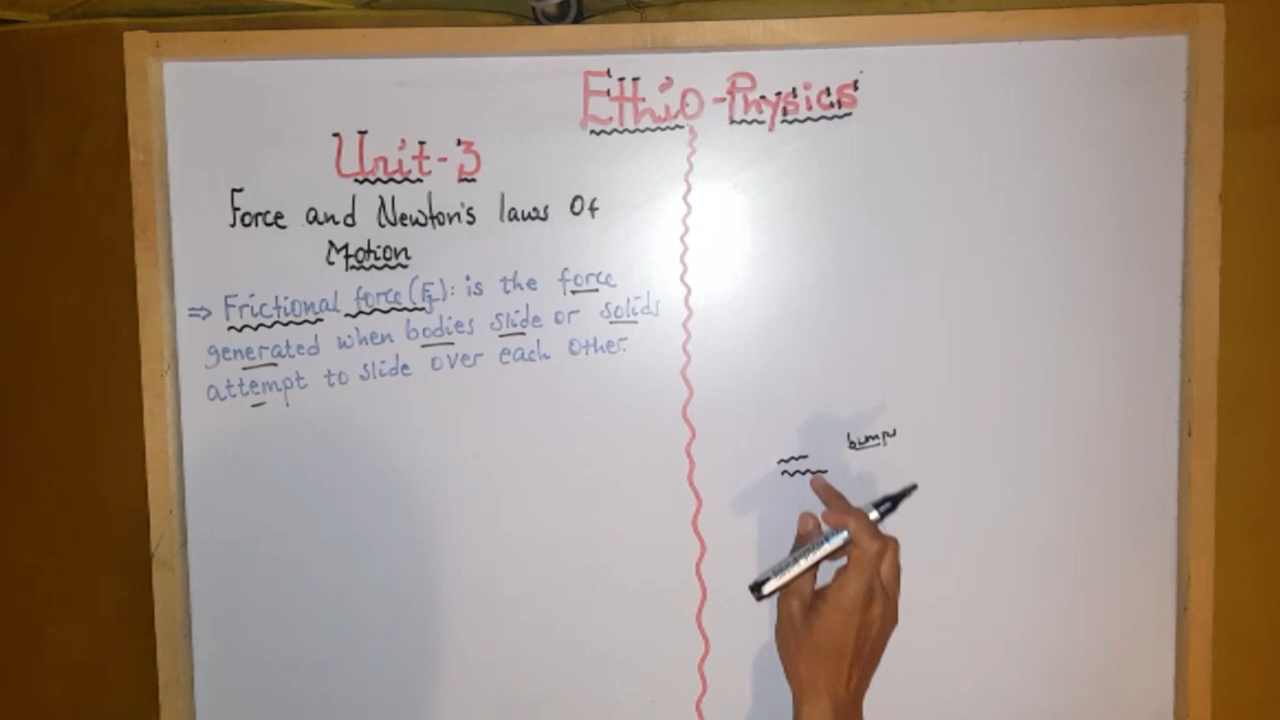 Ethio-Physics
Unit-3
Force and Newton's laws Of
Motion
⇒ Frictional force (Ff): is the force
generated when bodies slide or solids
attempt to slide over each other.
bumps